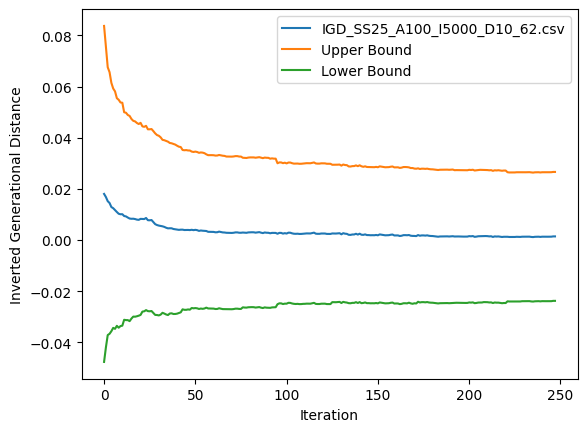 IGD_SS25_A100_I5000_D10_62.csv
Upper Bound
Lower Bound
Inverted Generational Distance
0.08
0.06
0.04
0.02
0.00
−0.02
−0.04
0 50 100 150 200 250
Iteration